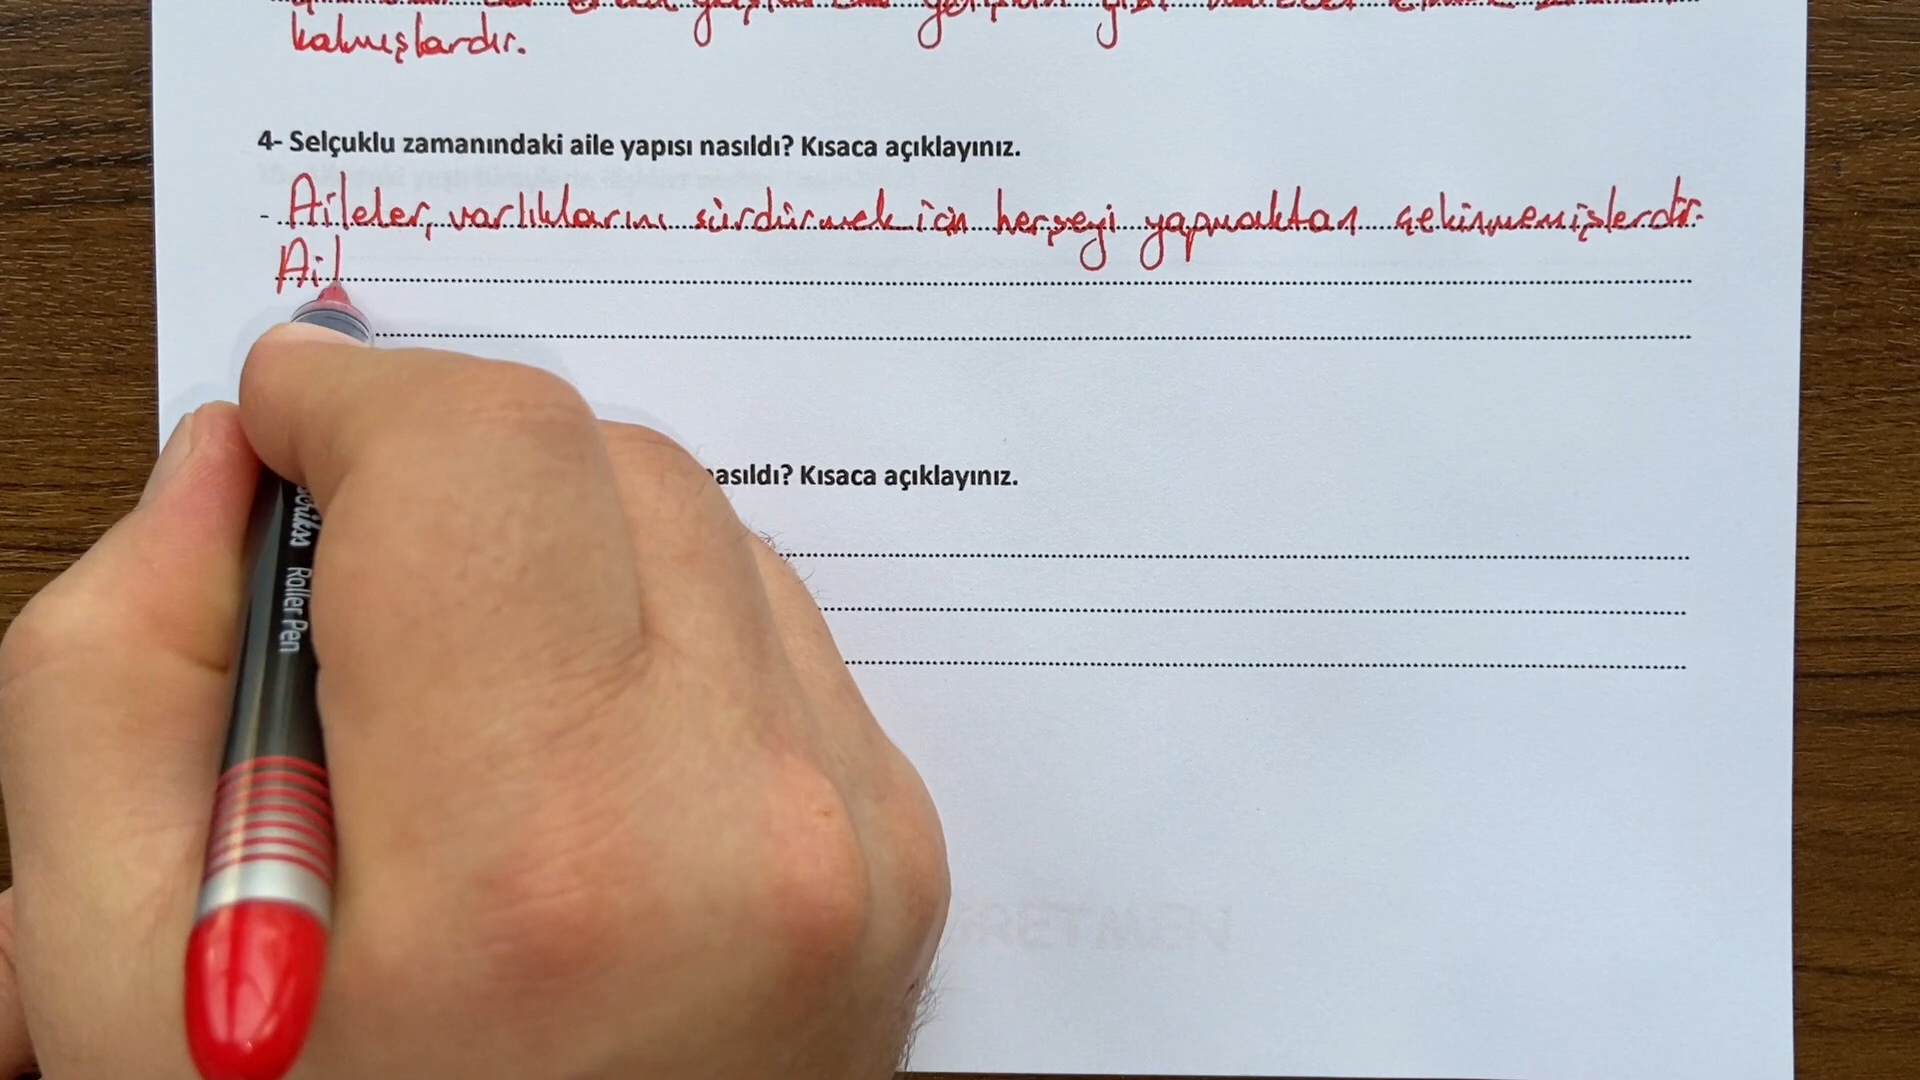 kalmışlardır.
4- Selçuklu zamanındaki aile yapısı nasıldı? Kısaca açıklayınız.
- Aileler, varlıklarını sürdürmek için herşeyi yapmaktan çekinmemişlerdir.
Ail
nasıldı? Kısaca açıklayınız.
Roller Pen